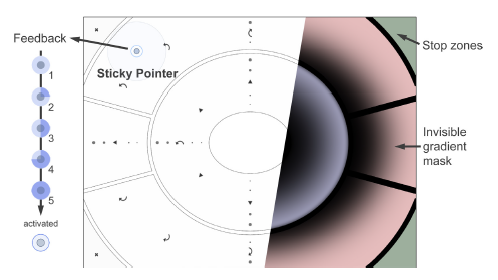 Feedback
Sticky Pointer
Stop zones
Invisible
gradient
mask
1
2
3
4
5
activated